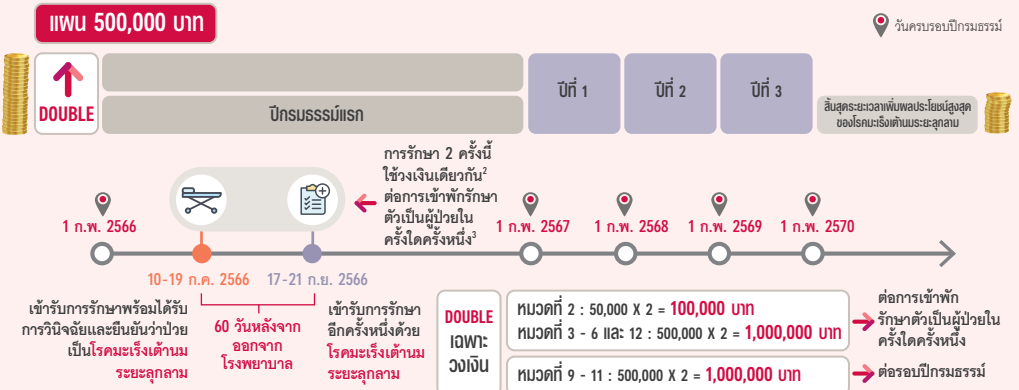 แผน 500,000 บาท
วันครบรอบปีกรมธรรม์
DOUBLE
ปีกรมธรรม์แรก
ปีที่ 1
ปีที่ 2
ปีที่ 3
สิ้นสุดระยะเวลาเพิ่มผลประโยชน์สูงสุด
ของโรคมะเร็งเต้านมระยะลุกลาม
การรักษา 2 ครั้งนี้
ใช้วงเงินเดียวกัน²
ต่อการเข้าพักรักษา
ตัวเป็นผู้ป่วยใน
ครั้งใดครั้งหนึ่ง³
1 ก.พ. 2566
1 ก.พ. 2567
1 ก.พ. 2568
1 ก.พ. 2569
1 ก.พ. 2570
10-19 ก.ค. 2566
17-21 ก.ย. 2566
เข้ารับการรักษาพร้อมได้รับ
การวินิจฉัยและยืนยันว่าป่วย
เป็นโรคมะเร็งเต้านม
ระยะลุกลาม
60 วันหลังจาก
ออกจาก
โรงพยาบาล
เข้ารับการรักษา
อีกครั้งหนึ่งด้วย
โรคมะเร็งเต้านม
ระยะลุกลาม
DOUBLE
เฉพาะ
วงเงิน
หมวดที่ 2 : 50,000 X 2 = 100,000 บาท
หมวดที่ 3 - 6 และ 12 : 500,000 X 2 = 1,000,000 บาท
ต่อการเข้าพัก
รักษาตัวเป็นผู้ป่วยใน
ครั้งใดครั้งหนึ่ง
หมวดที่ 9 - 11 : 500,000 X 2 = 1,000,000 บาท
ต่อรอบปีกรมธรรม์